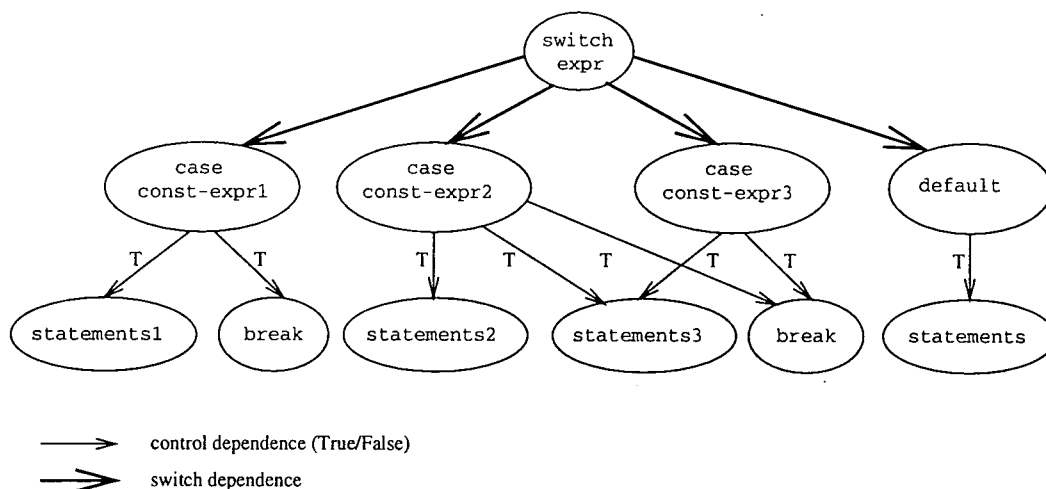 switch
expr
case
const-expr1
case
const-expr2
case
const-expr3
default
T
T
T
T
T
T
T
T
statements1
break
statements2
statements3
break
statements
control dependence (True/False)
switch dependence